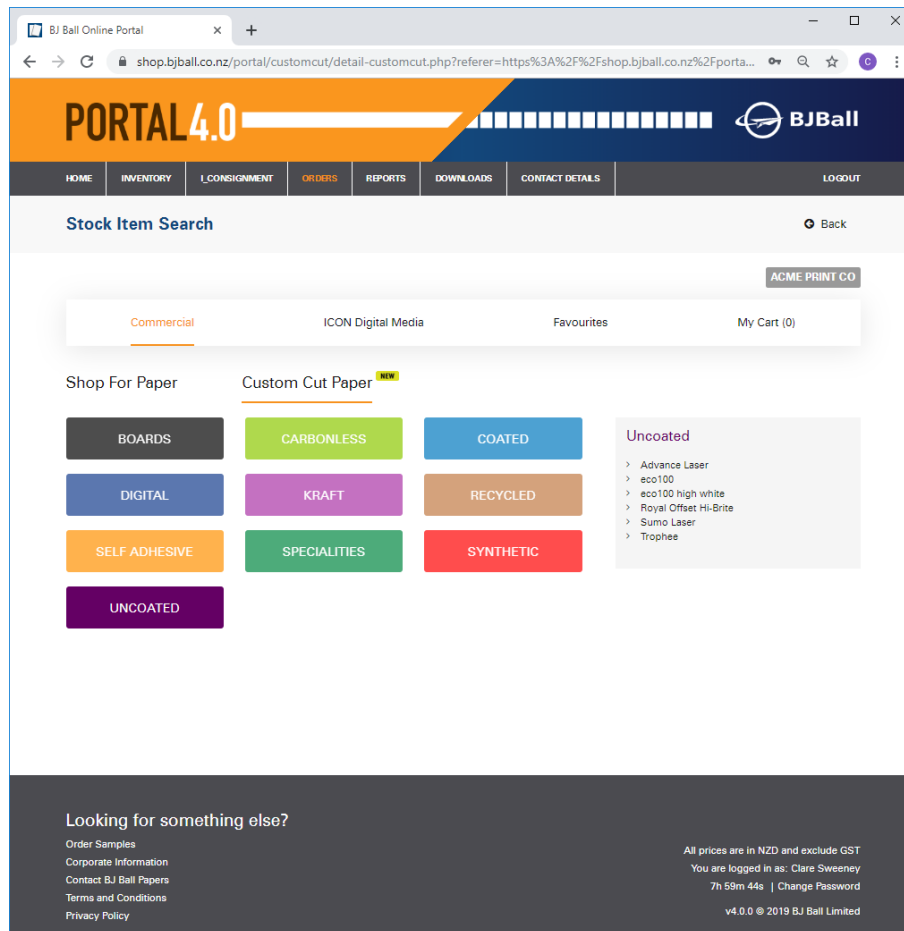 BJ Ball Online Portal
shop.bjball.co.nz/portal/customcut/detail-customcut.php?referer=https%3A%2F%2Fshop.bjball.co.nz%2Fporta...
C
PORTAL 4.0
BJBall
HOME INVENTORY I_CONSIGNMENT ORDERS REPORTS DOWNLOADS CONTACT DETAILS LOGOUT
Stock Item Search
Back
ACME PRINT CO
Commercial ICON Digital Media Favourites My Cart (0)
Shop For Paper Custom Cut Paper NEW
BOARDS CARBONLESS COATED
DIGITAL KRAFT RECYCLED
SELF ADHESIVE SPECIALITIES SYNTHETIC
UNCOATED
Uncoated
Advance Laser
eco100
eco100 high white
Royal Offset Hi-Brite
Sumo Laser
Trophee
Looking for something else?
Order Samples
Corporate Information
Contact BJ Ball Papers
Terms and Conditions
Privacy Policy
All prices are in NZD and exclude GST
You are logged in as: Clare Sweeney
7h 59m 44s | Change Password
v4.0.0 © 2019 BJ Ball Limited